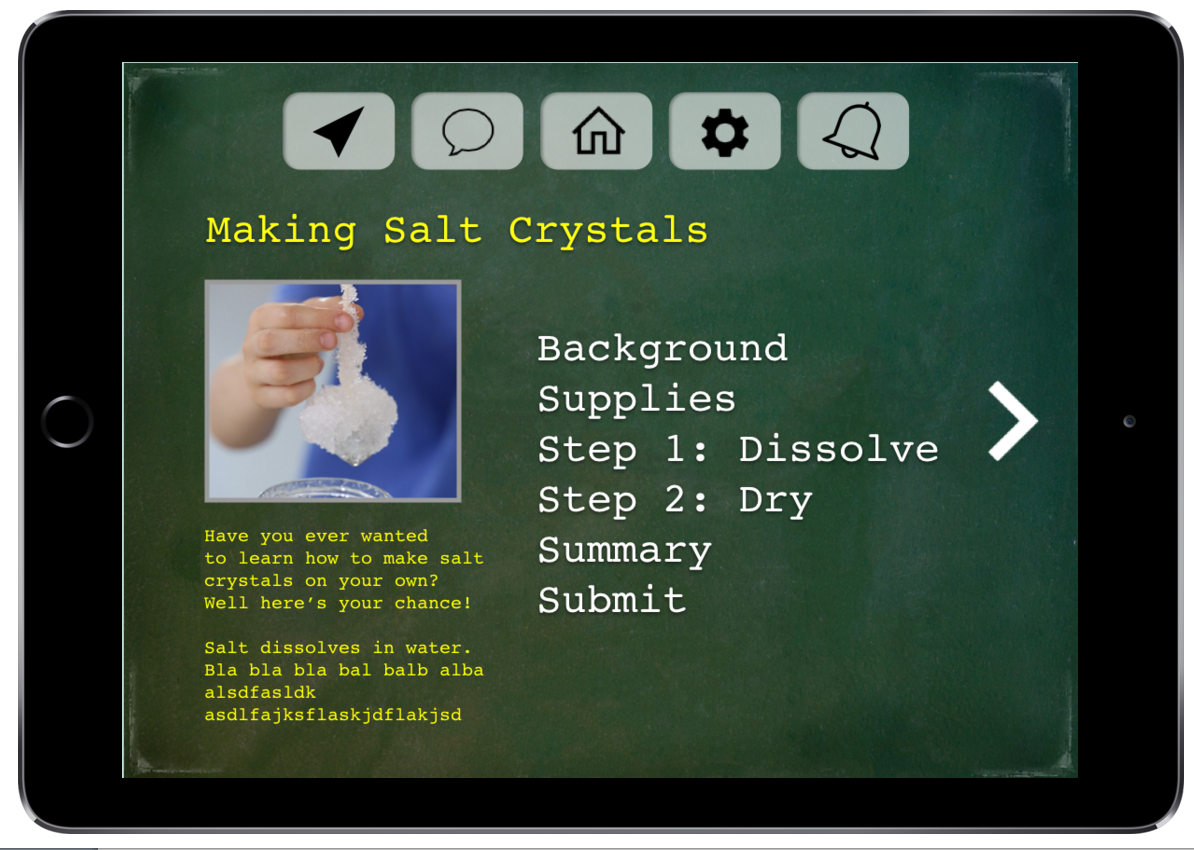 Making Salt Crystals
Have you ever wanted
to learn how to make salt
crystals on your own?
Well here’s your chance!
Salt dissolves in water.
Bla bla bla bal balb alba
alsdfasldk
asdlfajksflaskjdflakjsd
Background
Supplies
Step 1: Dissolve
Step 2: Dry
Summary
Submit